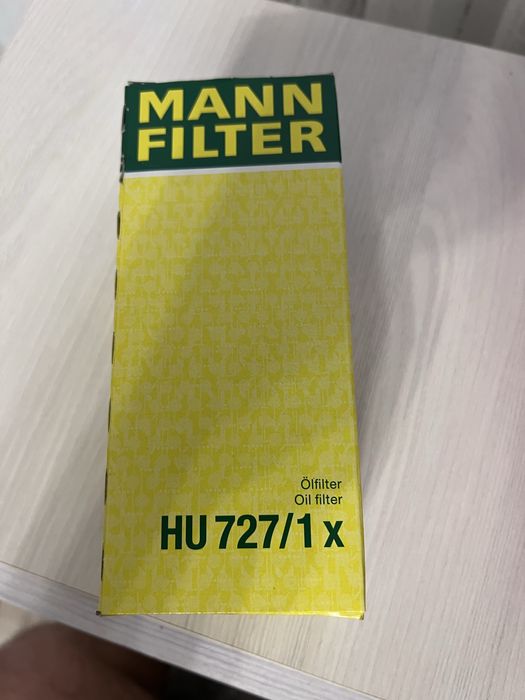 MANN
FILTER
Ölfilter
Oil filter
HU 727/1 x